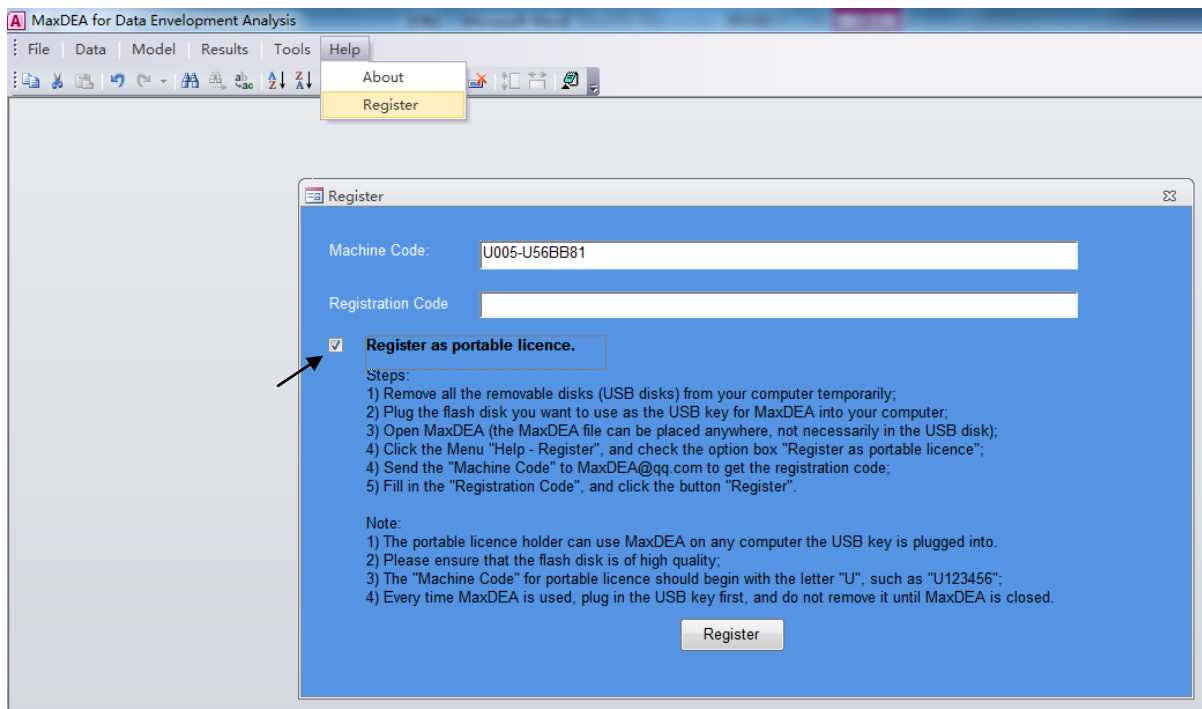 MaxDEA for Data Envelopment Analysis
File Data Model Results Tools Help
About
Register
Register
Machine Code: U005-U56BB81
Registration Code
Register as portable licence.
Steps:
1) Remove all the removable disks (USB disks) from your computer temporarily;
2) Plug the flash disk you want to use as the USB key for MaxDEA into your computer;
3) Open MaxDEA (the MaxDEA file can be placed anywhere, not necessarily in the USB disk);
4) Click the Menu "Help - Register", and check the option box "Register as portable licence";
4) Send the "Machine Code" to MaxDEA@qq.com to get the registration code;
5) Fill in the "Registration Code", and click the button "Register".
Note:
1) The portable licence holder can use MaxDEA on any computer the USB key is plugged into.
2) Please ensure that the flash disk is of high quality;
3) The "Machine Code" for portable licence should begin with the letter "U", such as "U123456";
4) Every time MaxDEA is used, plug in the USB key first, and do not remove it until MaxDEA is closed.
Register